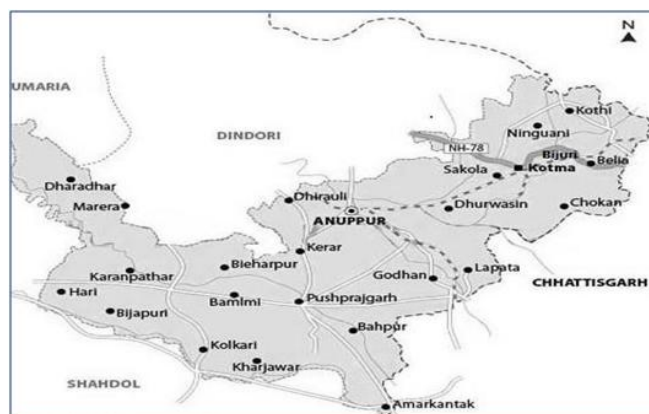 N
UMARIA
DINDORI
Kothi
Ninguani
NH-78
Bijuri
Belia
Sakola
Kotma
Dharadhar
Marera
Dhirauli
ANUPPUR
Dhurwasin
Chokan
Kerar
Karanpathar
Bieharpur
Godhan
Lapata
CHHATTISGARH
Hari
Bamlmi
Pushprajgarh
Bijapuri
Bahpur
Kolkari
Kharjawar
SHAHDOL
Amarkantak